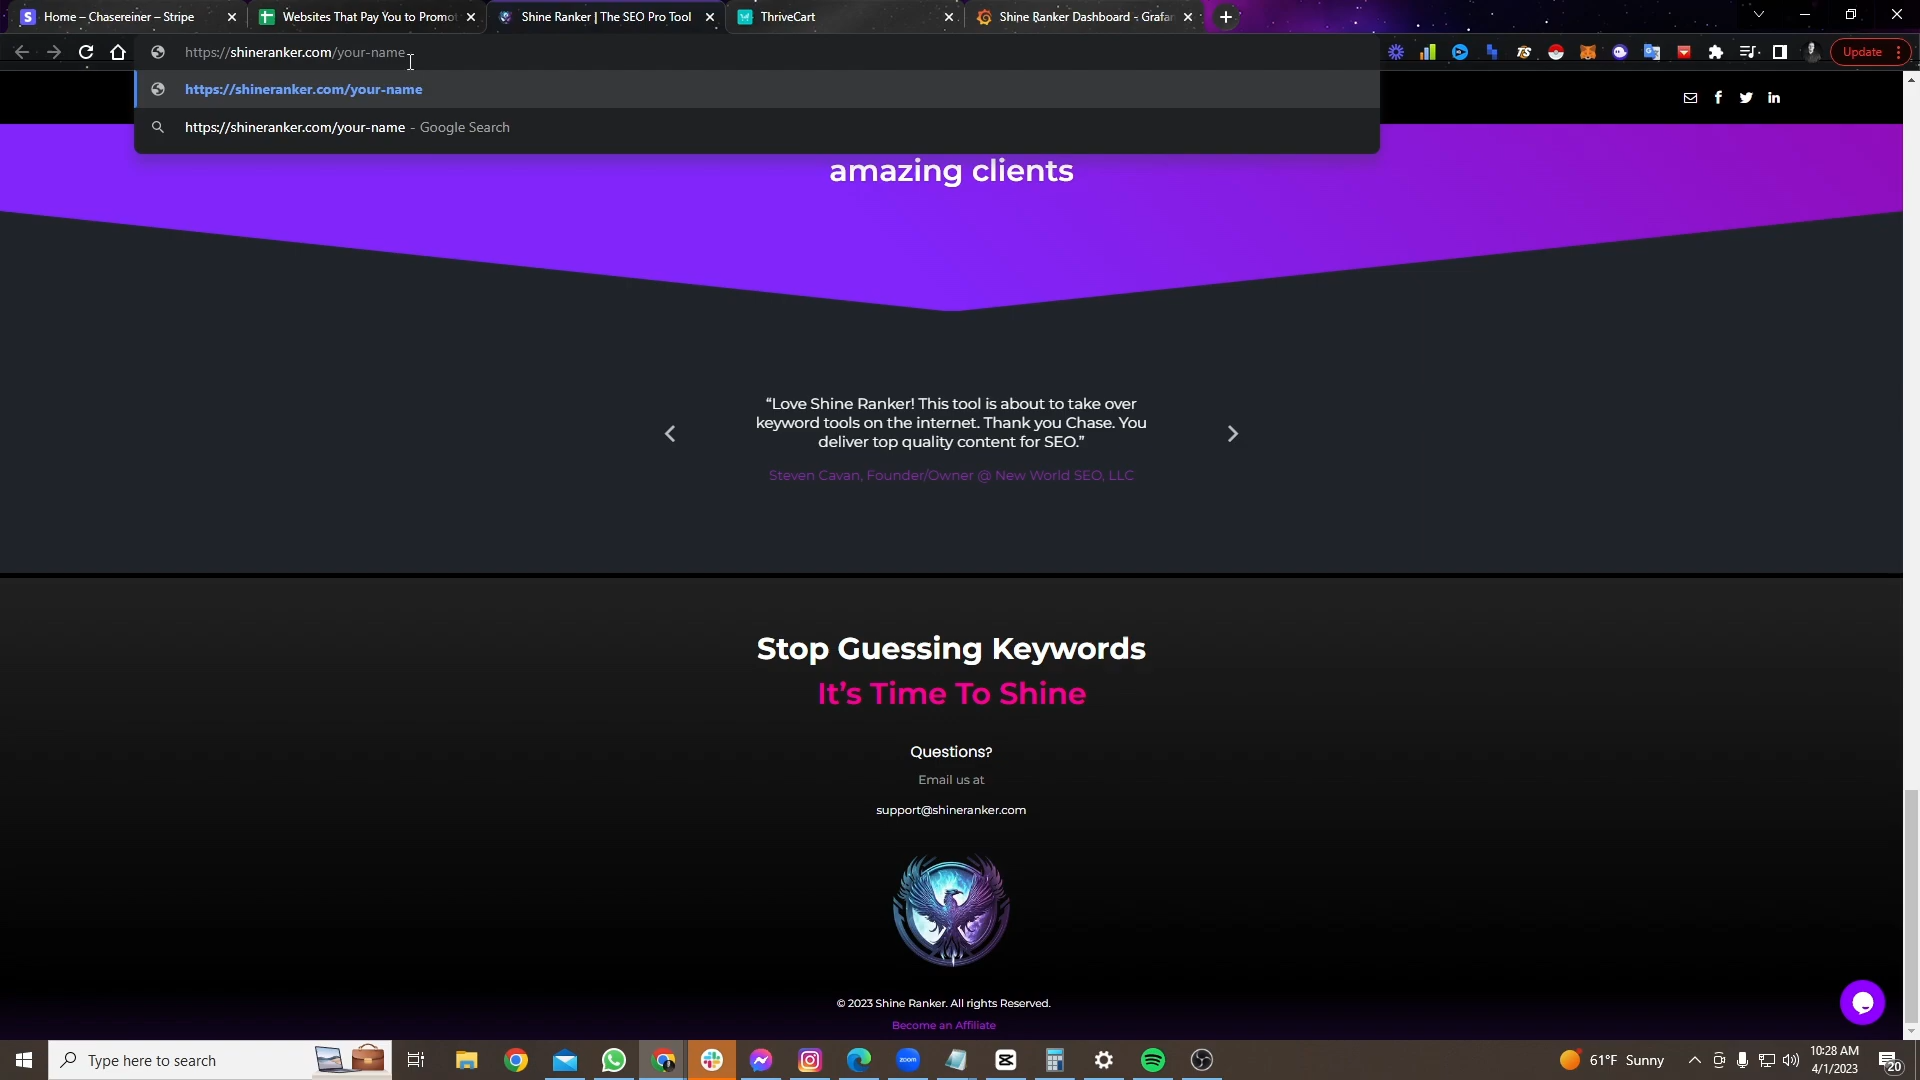 Home – Chasereiner – Stripe
Websites That Pay You to Promot
Shine Ranker | The SEO Pro Tool
ThriveCart
Shine Ranker Dashboard - Grafan
https://shineranker.com/your-name
Update
https://shineranker.com/your-name
https://shineranker.com/your-name - Google Search
amazing clients
“Love Shine Ranker! This tool is about to take over
keyword tools on the internet. Thank you Chase. You
deliver top quality content for SEO.”
Steven Cavan, Founder/Owner @ New World SEO, LLC
Stop Guessing Keywords
It’s Time To Shine
Questions?
Email us at
support@shineranker.com
© 2023 Shine Ranker. All rights Reserved.
Become an Affiliate
Type here to search
zoom
61°F Sunny
10:28 AM
4/1/2023
20